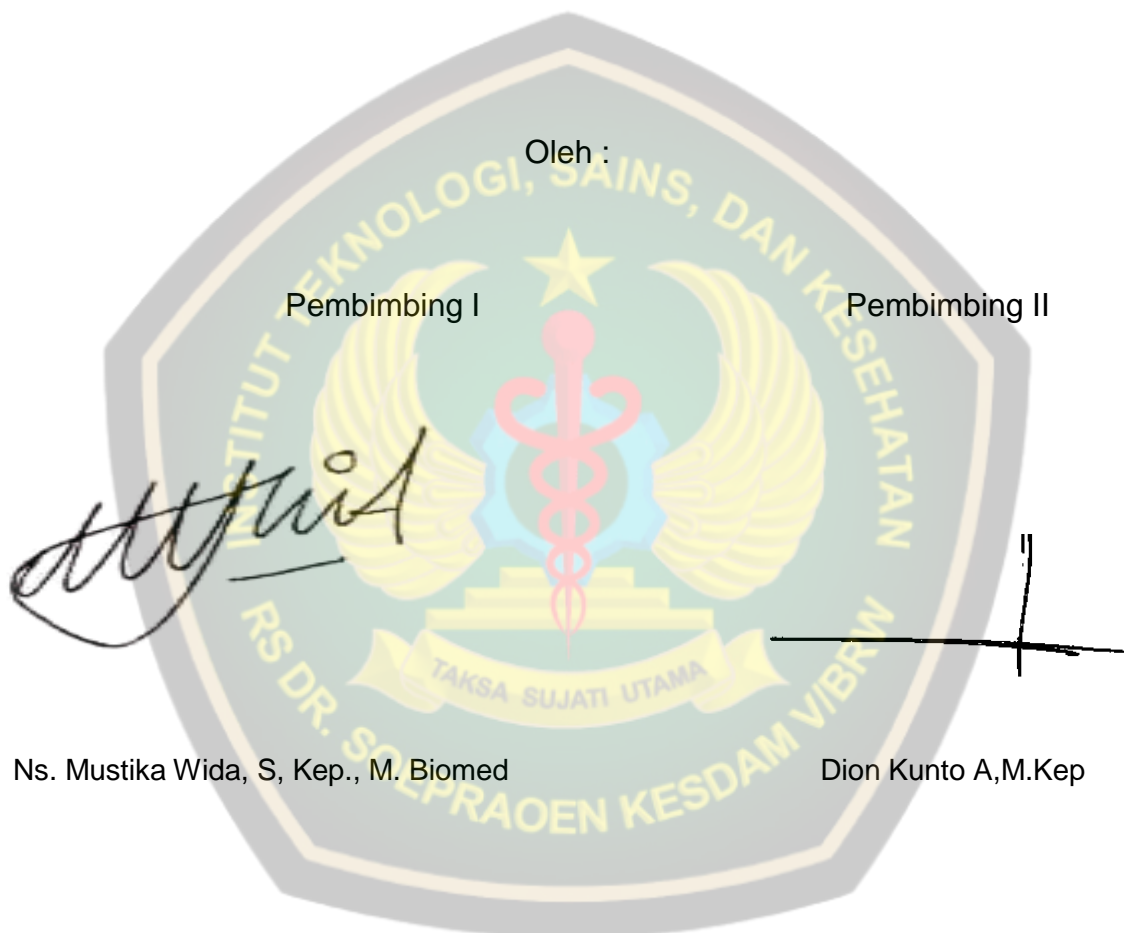 Oleh :
INSTITUT TEKNOLOGI, SAINS, DAN KESEHATAN
Pembimbing I Pembimbing II
TAKSA SUJATI UTAMA
RS DR. SOEPRAOEN KESDAM V/BRW
Ns. Mustika Wida, S, Kep., M. Biomed Dion Kunto A,M.Kep